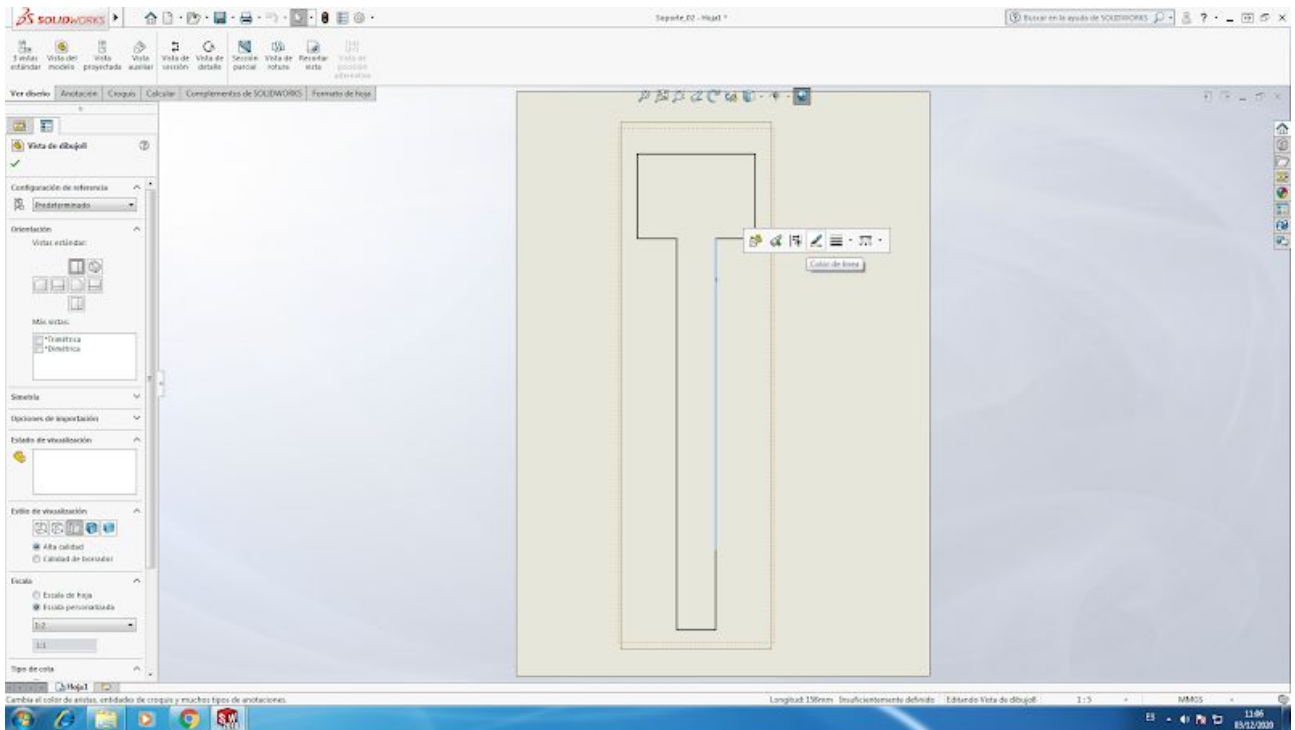 SOLIDWORKS
Soporte_02 - Hoja1 *
Buscar en la ayuda de SOLIDWORKS
3 vistas estándar
Vista del modelo
Vista proyectada
Vista auxiliar
Vista de sección
Vista de detalle
Sección parcial
Vista de rotura
Recortar vista
Vista de posición alternativa
Ver diseño
Anotación
Croquis
Calcular
Complementos de SOLIDWORKS
Formato de hoja
Vista de dibujo8
Configuración de referencia
Predeterminado
Orientación
Vistas estándar:
Más vistas:
*Trimétrica
*Dimétrica
Simetría
Opciones de importación
Estado de visualización
Estilo de visualización
Alta calidad
Calidad de borrador
Escala
Escala de hoja
Escala personalizada
1:2
1:1
Tipo de cota
Color de línea
Hoja1
Cambia el color de aristas, entidades de croquis y muchos tipos de anotaciones.
Longitud: 158mm
Insuficientemente definido
Editando Vista de dibujo8
1:5
MMGS
ES
11:06
03/12/2020